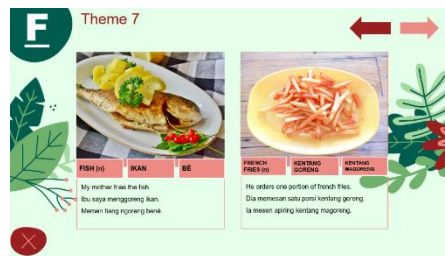 F
Theme 7
FISH (n)
IKAN
BÉ
My mother fries the fish.
Ibu saya menggoreng ikan.
Memen tiang ngoreng bené.
FRENCH
FRIES (n)
KENTANG
GORENG
KENTANG
MAGORENG
He orders one portion of french fries.
Dia memesan satu porsi kentang goreng.
Ia mesen apiring kentang magoreng.